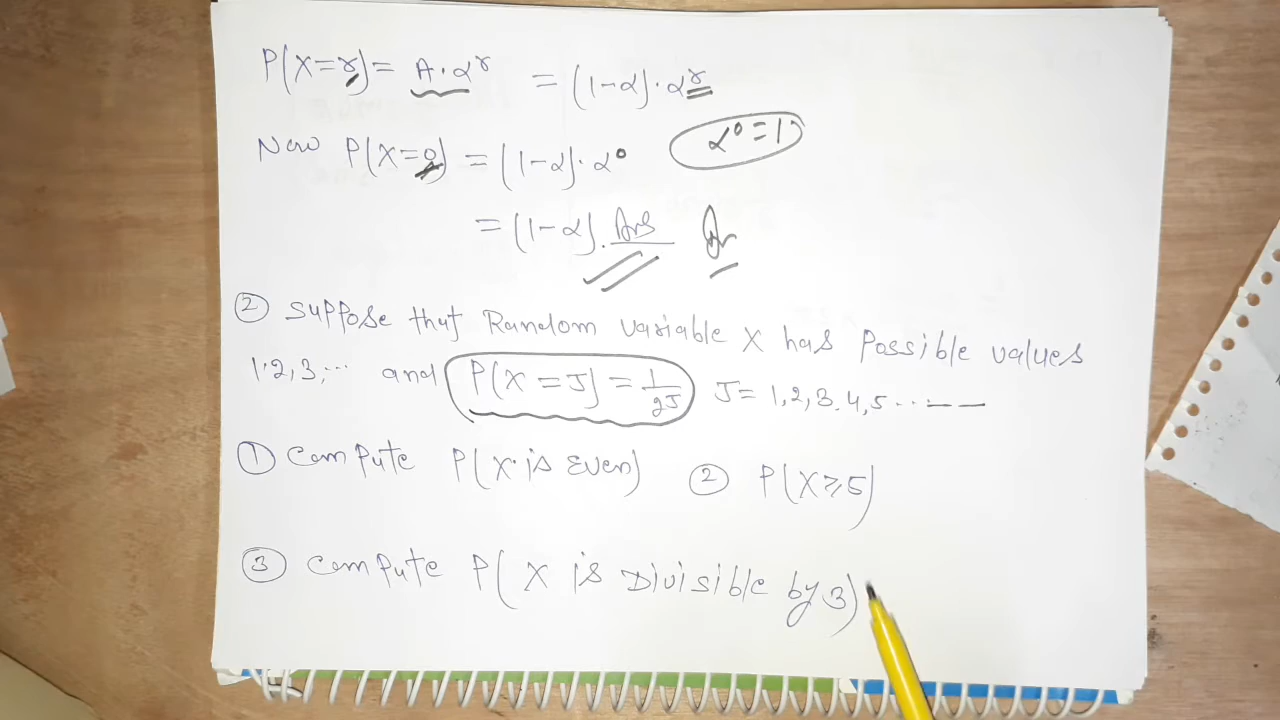 P(X=r) = A·α^r = (1-α)·α^r
Now P(X=0) = (1-α)·α^0 α^0 = 1
= (1-α). Ans
② Suppose that Random variable X has Possible values
1,2,3,... and P(X=J) = 1/2^J J= 1,2,3,4,5.. .. — —
① Compute P(X is Even) ② P(X≥5)
③ Compute P( X is Divisible by 3)